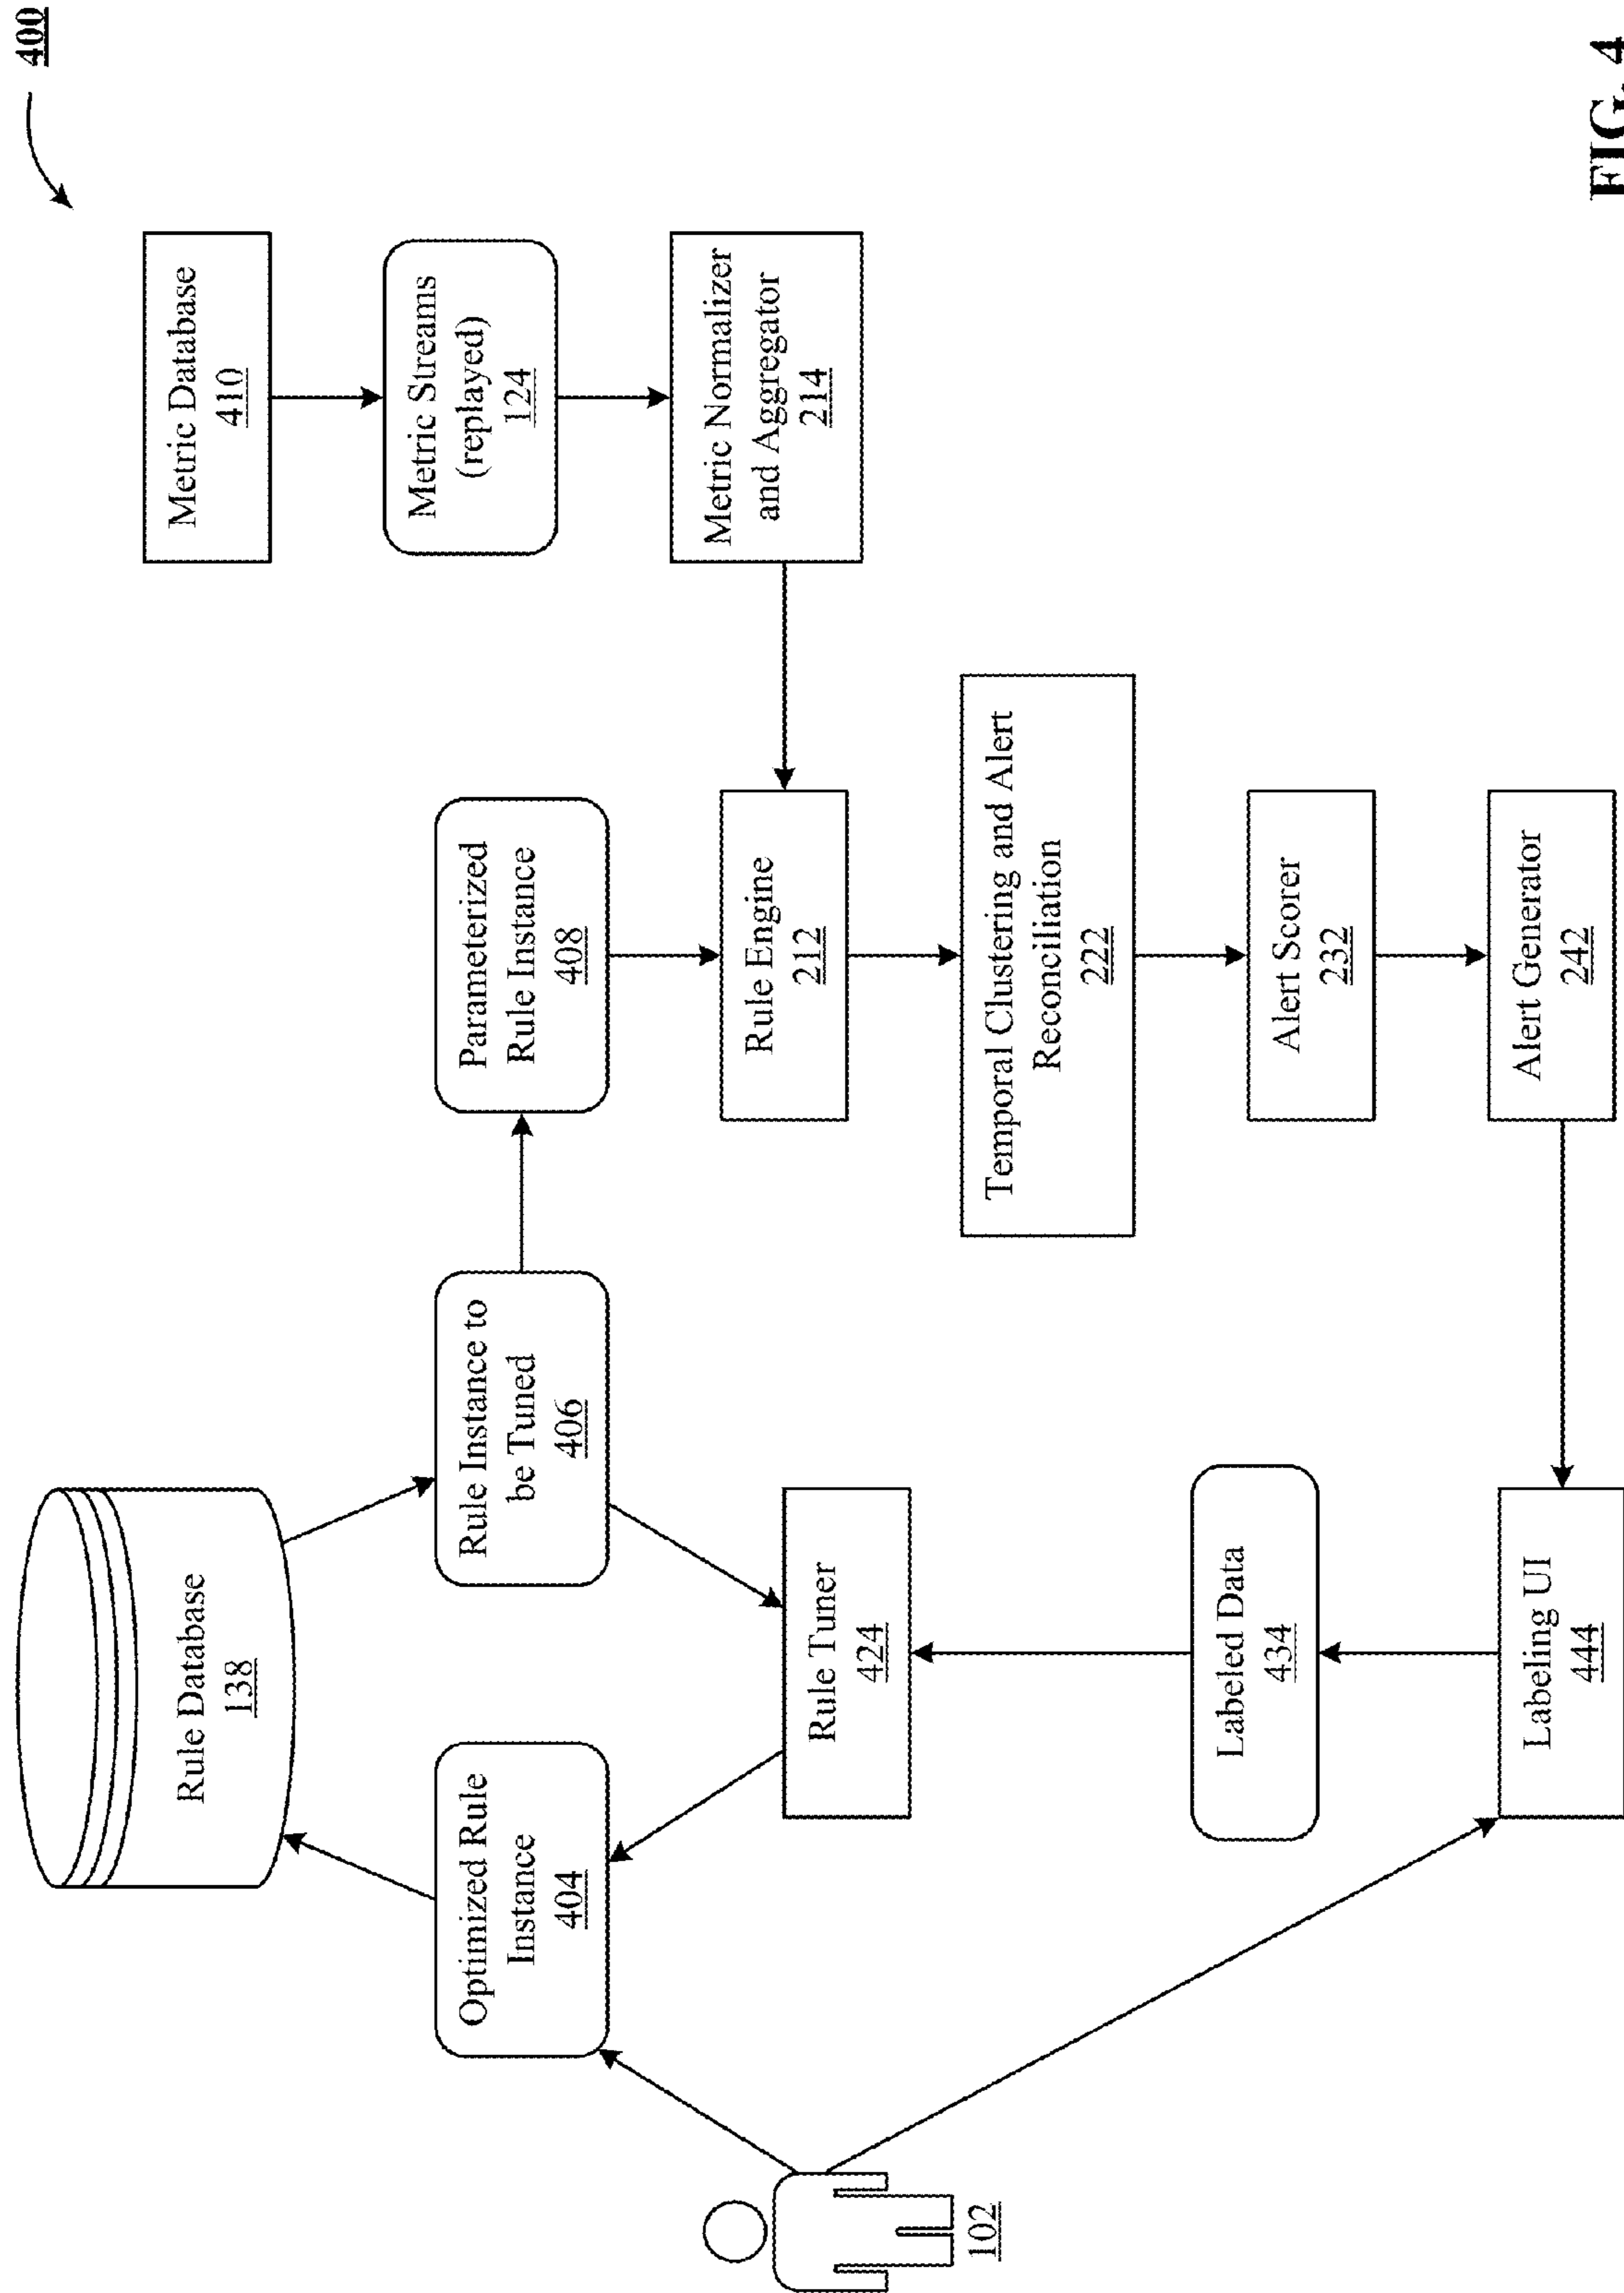 400
Rule Database
138
Metric Database
410
Optimized Rule
Instance
404
Rule Instance to
be Tuned
406
Parameterized
Rule Instance
408
Metric Streams
(replayed)
124
Rule Tuner
424
Rule Engine
212
Metric Normalizer
and Aggregator
214
102
Temporal Clustering and Alert
Reconciliation
222
Labeled Data
434
Alert Scorer
232
Labeling UI
444
Alert Generator
242
FIG. 4